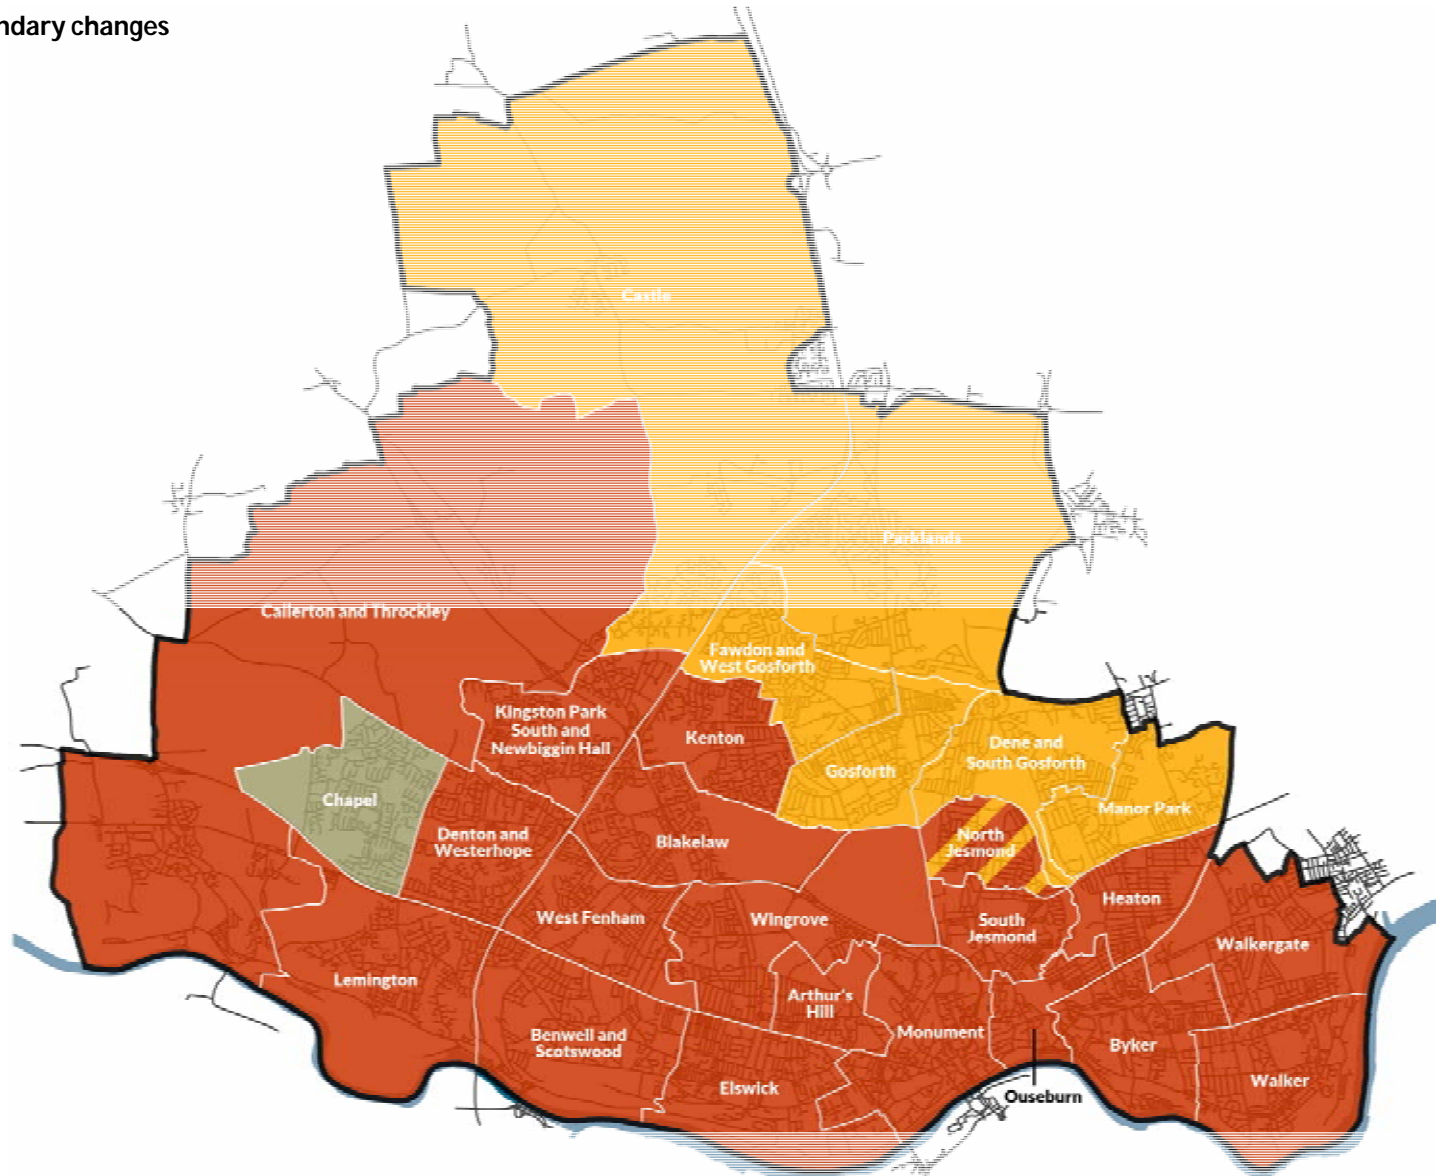 ndary changes
Castle
Parklands
Callerton and Throckley
Fawdon and
West Gosforth
Kingston Park
South and
Newbiggin Hall
Kenton
Dene and
South Gosforth
Gosforth
Chapel
Manor Park
Denton and
Westerhope
Blakelaw
North
Jesmond
Heaton
West Fenham
Wingrove
South
Jesmond
Walkergate
Lemington
Arthur's
Hill
Monument
Benwell and
Scotswood
Byker
Elswick
Walker
Ouseburn